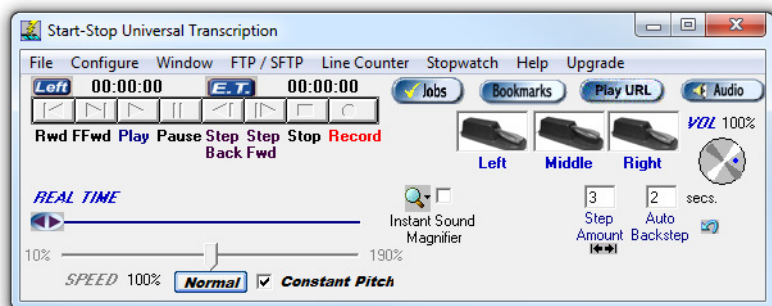 Start-Stop Universal Transcription
File Configure Window FTP / SFTP Line Counter Stopwatch Help Upgrade
Left 00:00:00 E.T. 00:00:00 Jobs Bookmarks Play URL Audio
Rwd FFwd Play Pause Step Back Step Fwd Stop Record
VOL 100%
Left Middle Right
REAL TIME
Instant Sound Magnifier
3 2 secs.
Step Amount Auto Backstep
10% 190%
SPEED 100% Normal Constant Pitch